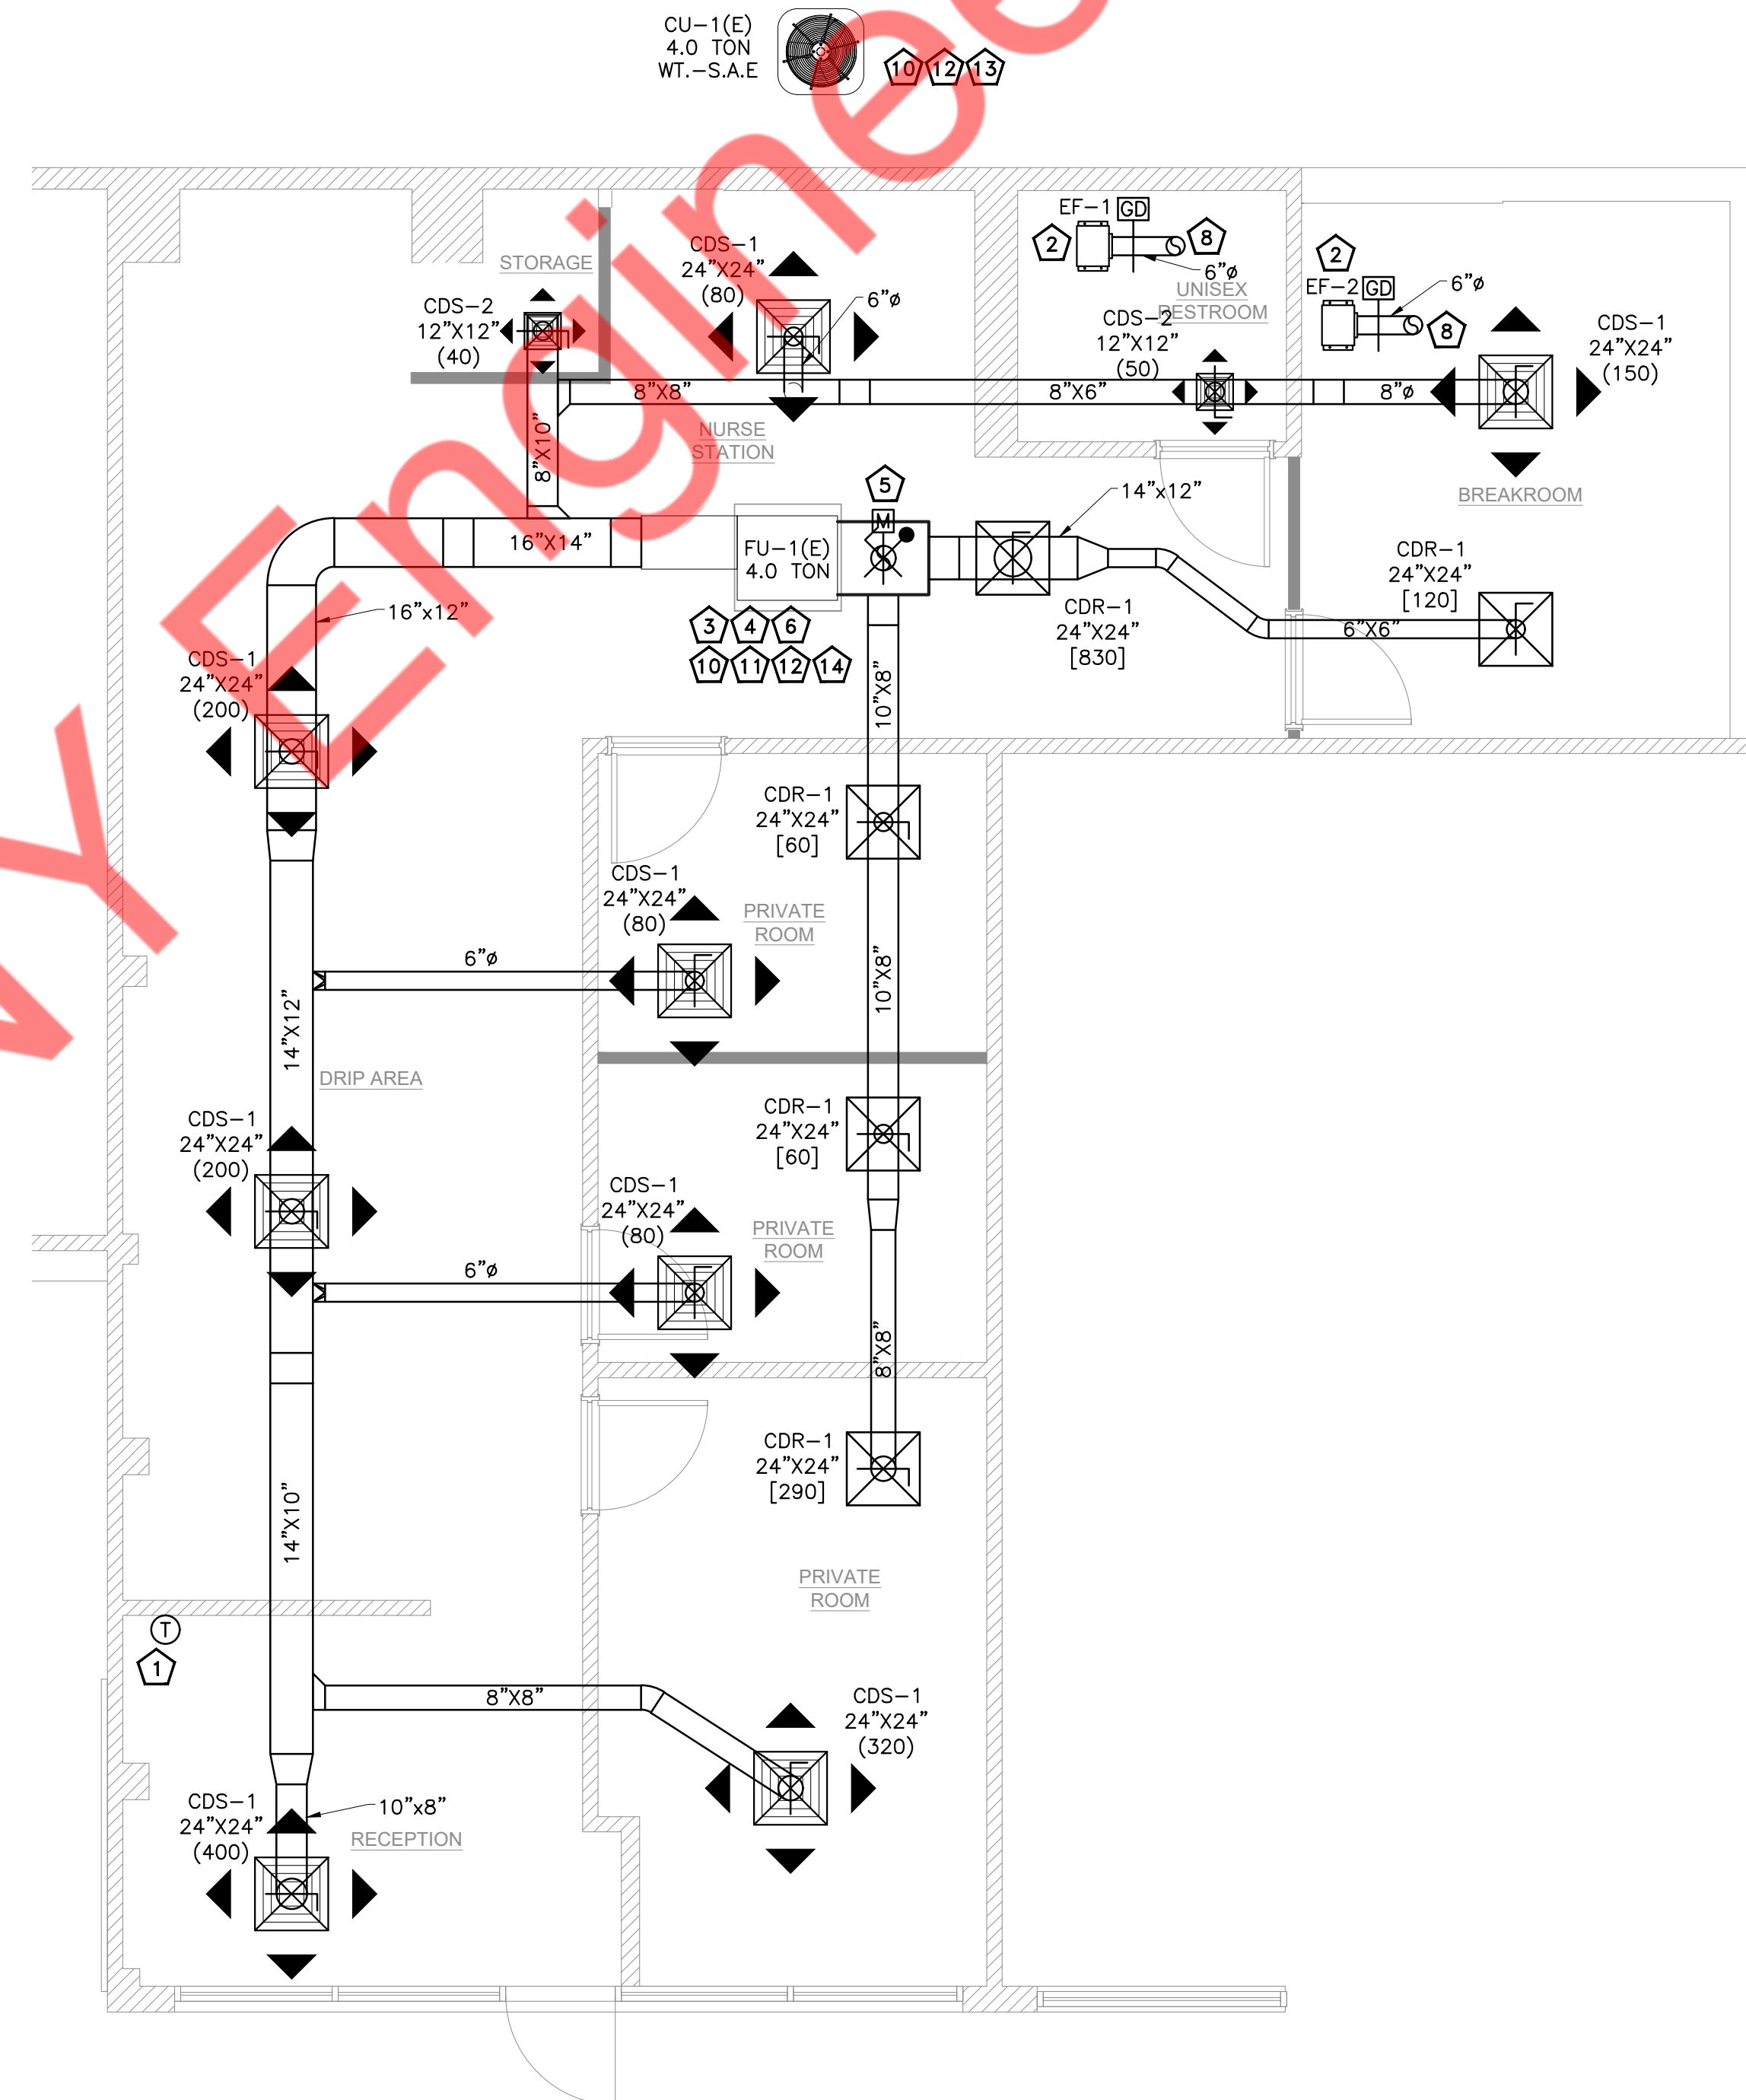 CU-1(E)
4.0 TON
WT.-S.A.E
10 12 13
EF-1 GD
2
8
6"ø
UNISEX
RESTROOM
2
EF-2 GD
6"ø
8
STORAGE
CDS-1
24"X24"
(80)
6"ø
CDS-2
12"X12"
(40)
CDS-2
12"X12"
(50)
CDS-1
24"X24"
(150)
8"X8"
8"X6"
8"ø
8"X10"
NURSE
STATION
BREAKROOM
5
M
14"x12"
16"X14"
FU-1(E)
4.0 TON
CDR-1
24"X24"
[120]
16"x12"
3 4 6
10 11 12 14
CDR-1
24"X24"
[830]
6"X6"
CDS-1
24"X24"
(200)
10"X8"
CDR-1
24"X24"
[60]
CDS-1
24"X24"
(80)
PRIVATE
ROOM
6"ø
10"X8"
14"X12"
DRIP AREA
CDS-1
24"X24"
(200)
CDR-1
24"X24"
[60]
CDS-1
24"X24"
(80)
PRIVATE
ROOM
6"ø
8"X8"
CDR-1
24"X24"
[290]
14"X10"
PRIVATE
ROOM
T
1
8"X8"
CDS-1
24"X24"
(320)
CDS-1
24"X24"
(400)
10"x8"
RECEPTION
Y Enginee